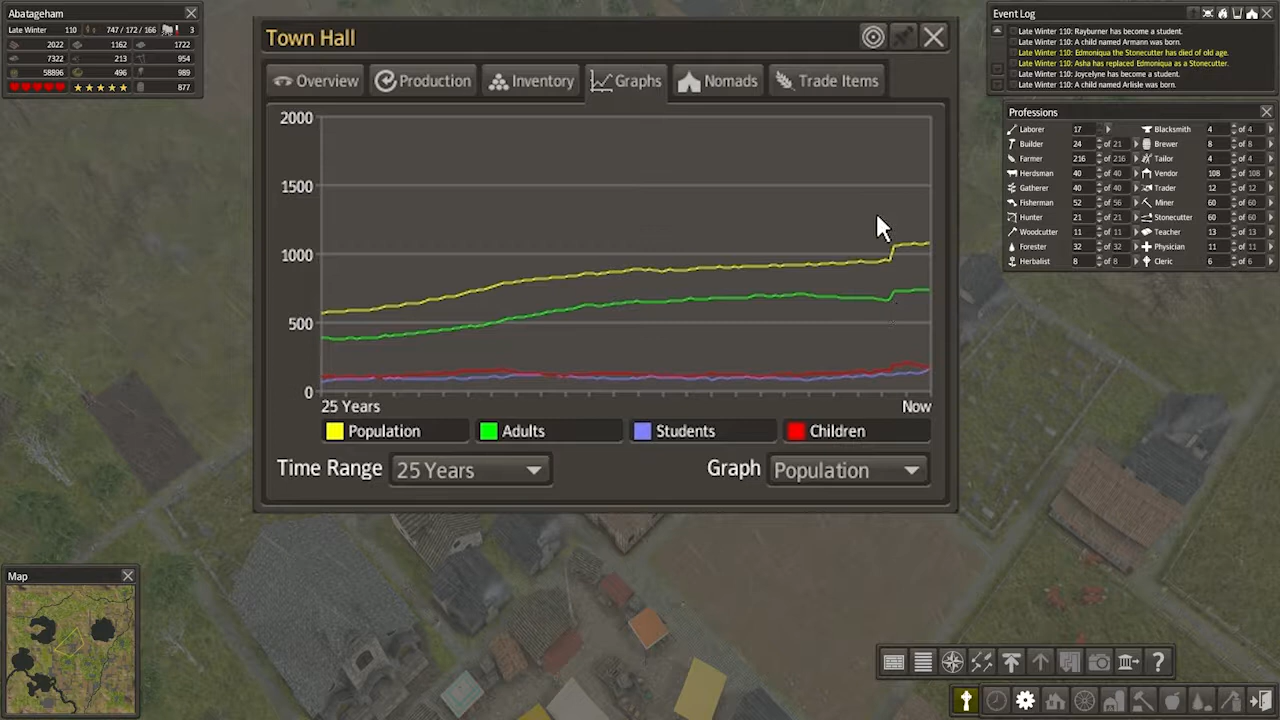 Abatageham
Late Winter 110 747 / 172 / 166 3
2022 1162 1722
7322 213 954
58896 496 989
877
Town Hall
Overview Production Inventory Graphs Nomads Trade Items
2000
1500
1000
500
0
25 Years Now
Population Adults Students Children
Time Range 25 Years Graph Population
Event Log
Late Winter 110: Rayburner has become a student.
Late Winter 110: A child named Armann was born.
Late Winter 110: Edmoniqua the Stonecutter has died of old age.
Late Winter 110: Asha has replaced Edmoniqua as a Stonecutter.
Late Winter 110: Joycelyne has become a student.
Late Winter 110: A child named Arlisle was born.
Professions
Laborer 17 Blacksmith 4 of 4
Builder 24 of 21 Brewer 8 of 8
Farmer 216 of 216 Tailor 4 of 4
Herdsman 40 of 40 Vendor 108 of 108
Gatherer 40 of 40 Trader 12 of 12
Fisherman 52 of 56 Miner 60 of 60
Hunter 21 of 21 Stonecutter 60 of 60
Woodcutter 11 of 11 Teacher 13 of 13
Forester 32 of 32 Physician 11 of 11
Herbalist 8 of 8 Cleric 6 of 6
Map
?